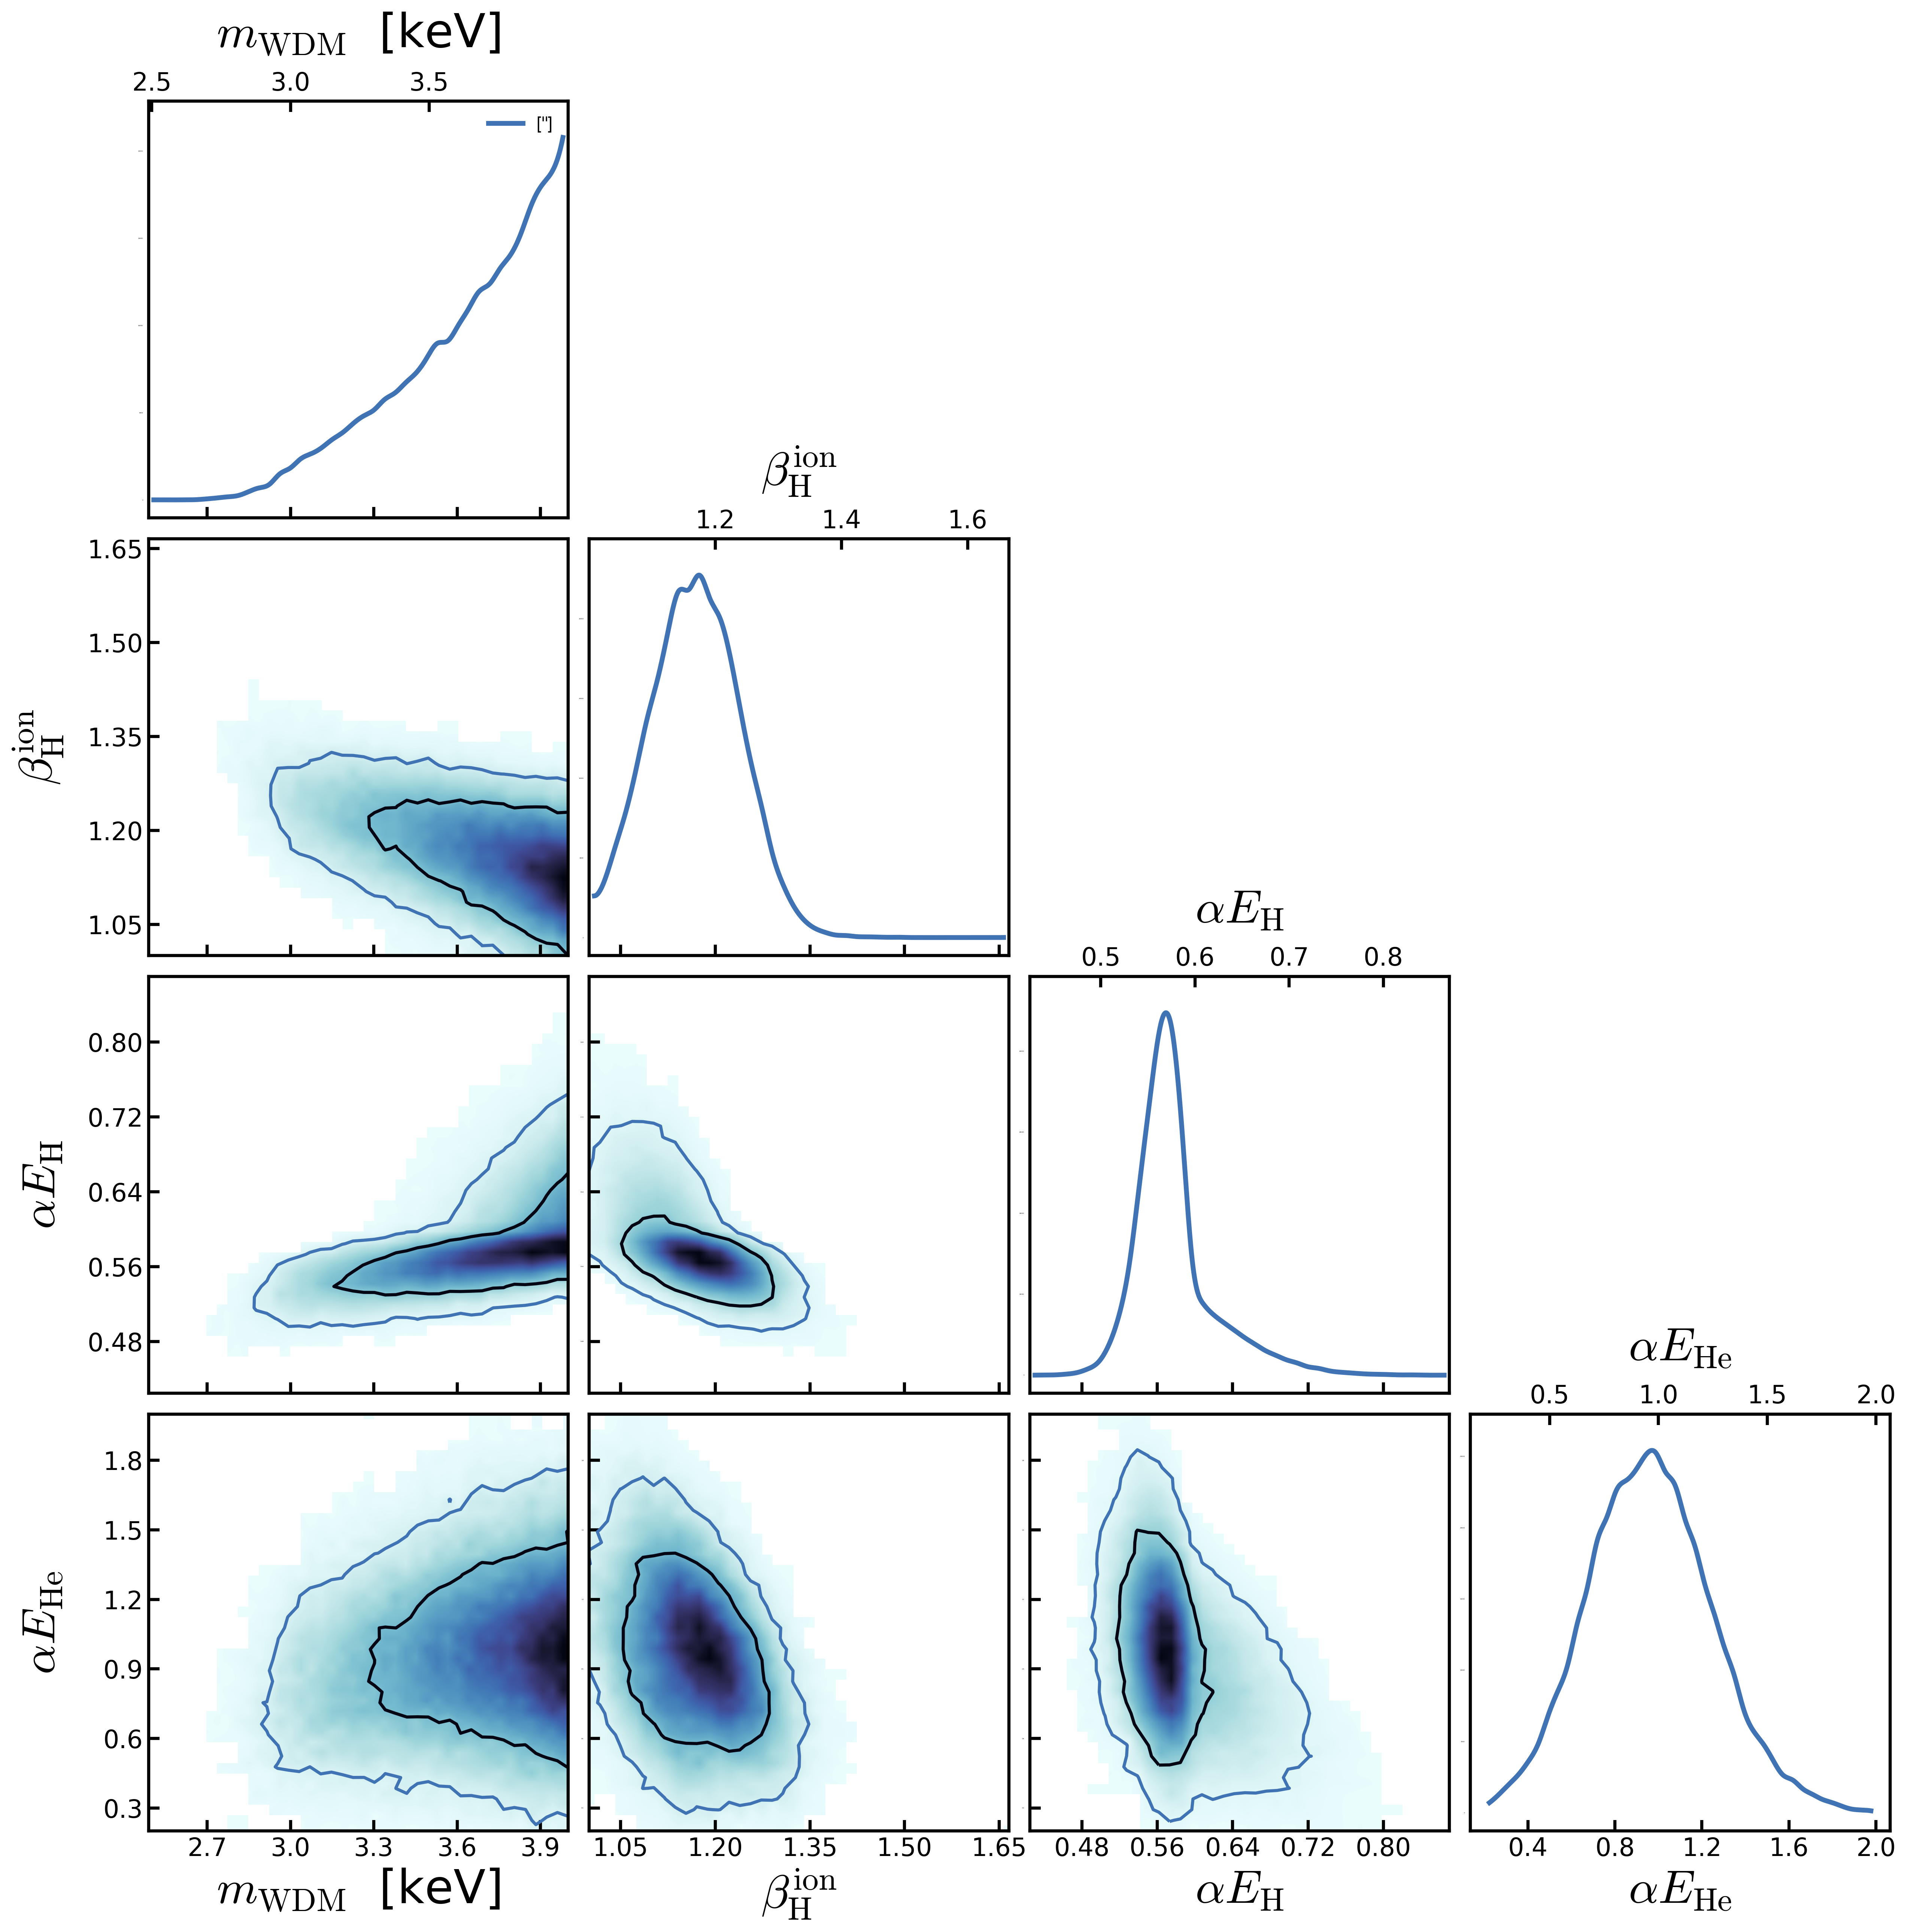 m_WDM [keV]
2.5 3.0 3.5
['']
β_H^ion
1.2 1.4 1.6
1.65
1.50
1.35
1.20
1.05
β_H^ion
αE_H
0.5 0.6 0.7 0.8
0.80
0.72
0.64
0.56
0.48
αE_H
αE_He
0.5 1.0 1.5 2.0
1.8
1.5
1.2
0.9
0.6
0.3
αE_He
2.7 3.0 3.3 3.6 3.9 1.05 1.20 1.35 1.50 1.65 0.48 0.56 0.64 0.72 0.80 0.4 0.8 1.2 1.6 2.0
m_WDM [keV] β_H^ion αE_H αE_He